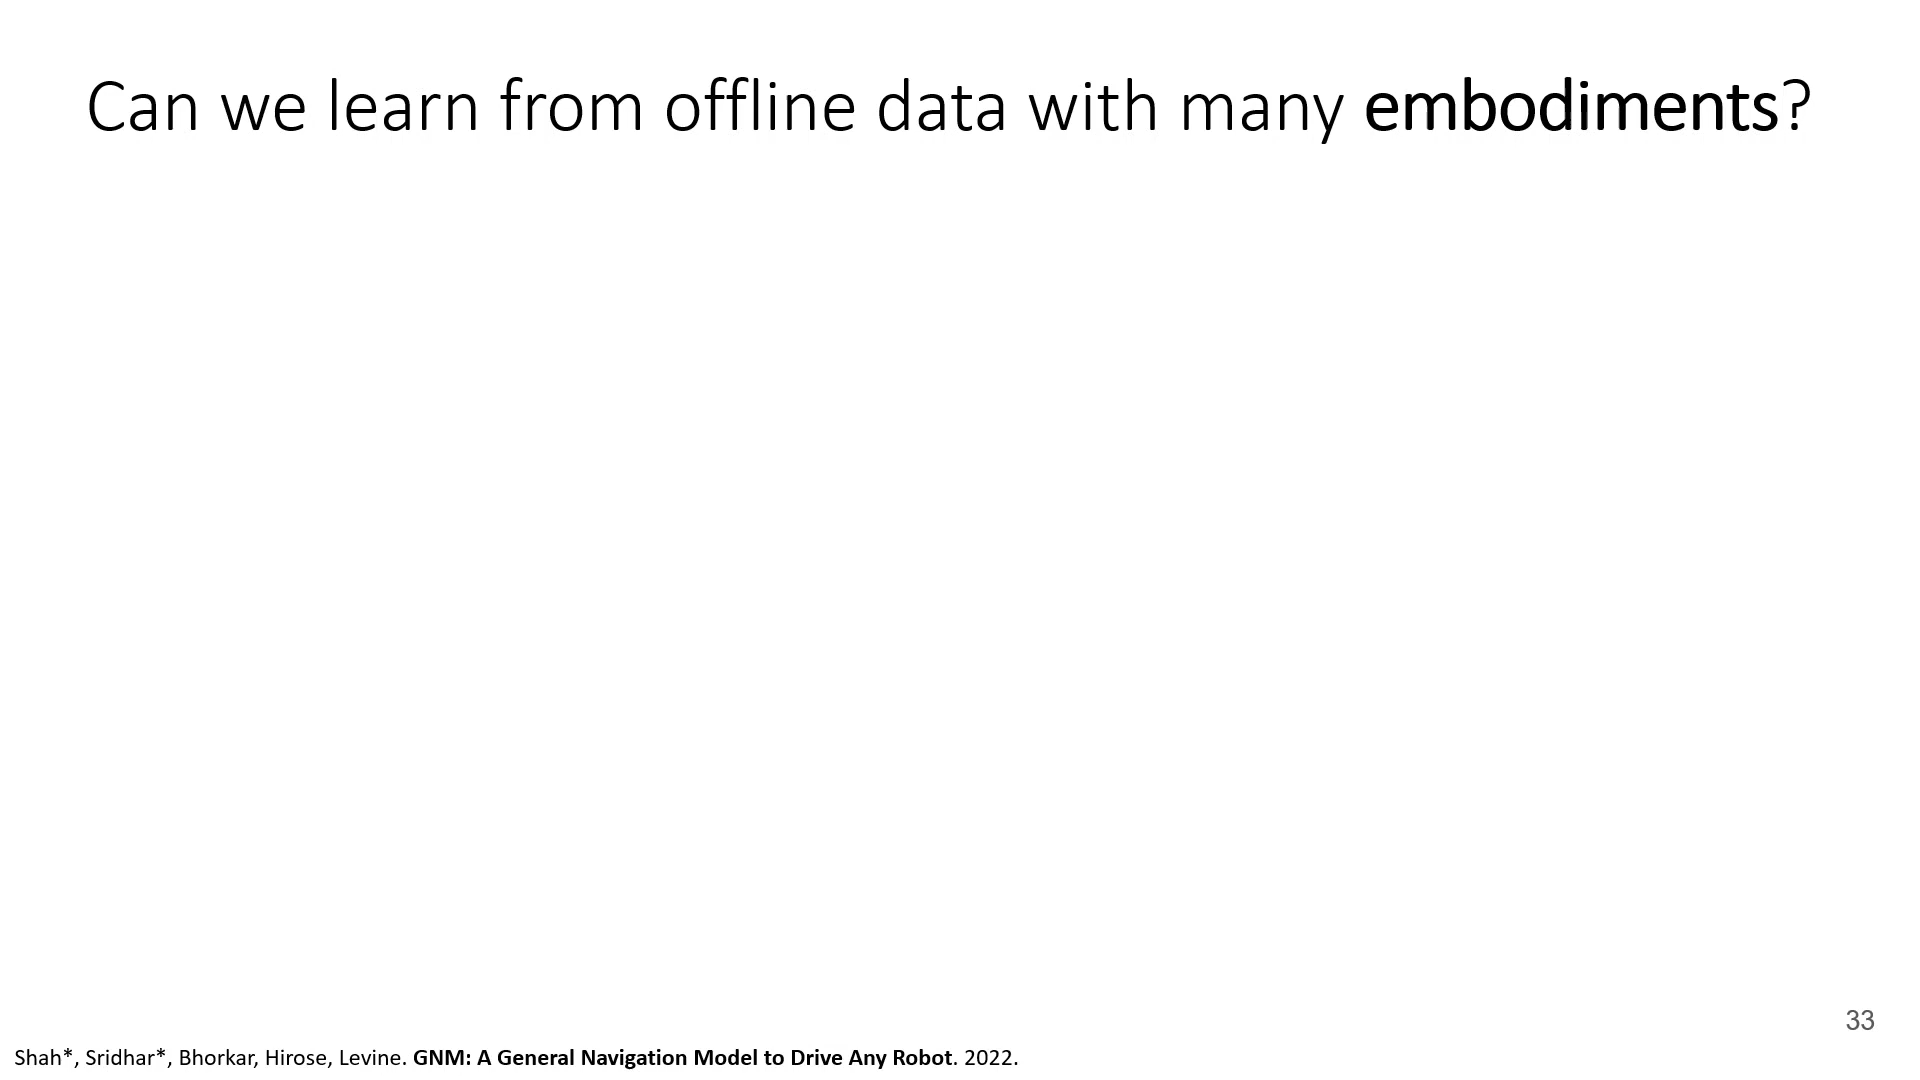 Can we learn from offline data with many embodiments?
33
Shah*, Sridhar*, Bhorkar, Hirose, Levine. GNM: A General Navigation Model to Drive Any Robot. 2022.